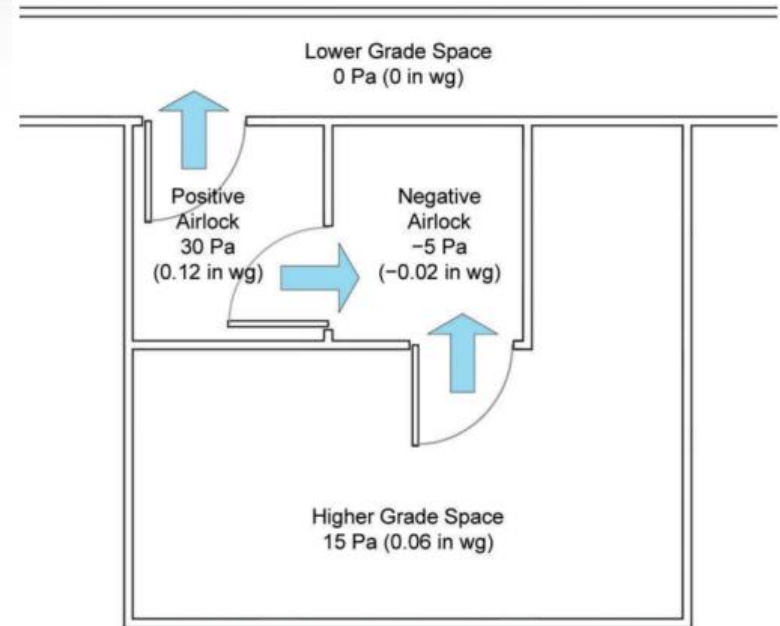 Lower Grade Space
0 Pa (0 in wg)
Positive
Airlock
30 Pa
(0.12 in wg)
Negative
Airlock
−5 Pa
(−0.02 in wg)
Higher Grade Space
15 Pa (0.06 in wg)